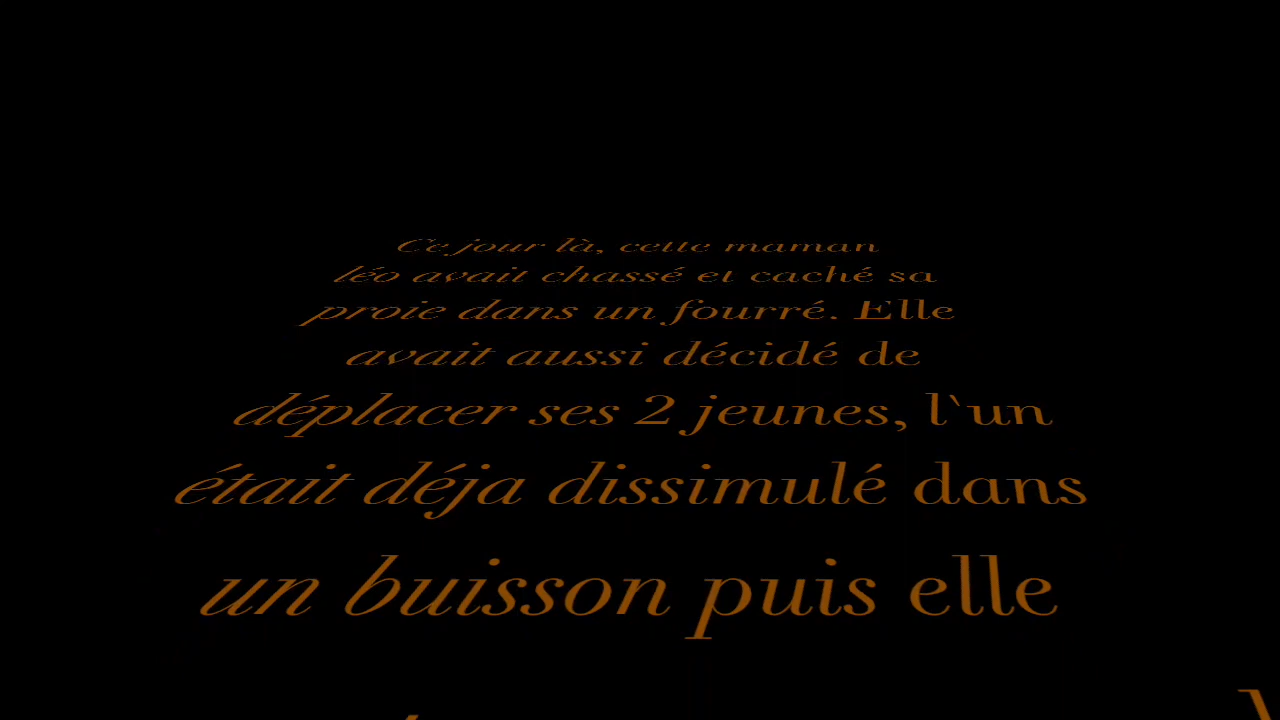 Ce jour là, cette maman
léo avait chassé et caché sa
proie dans un fourré. Elle
avait aussi décidé de
déplacer ses 2 jeunes, l'un
était déja dissimulé dans
un buisson puis elle